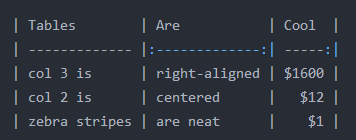 | Tables        | Are           | Cool  |
| ------------- |:-------------:| -----:|
| col 3 is      | right-aligned | $1600 |
| col 2 is      | centered      |   $12 |
| zebra stripes | are neat      |    $1 |